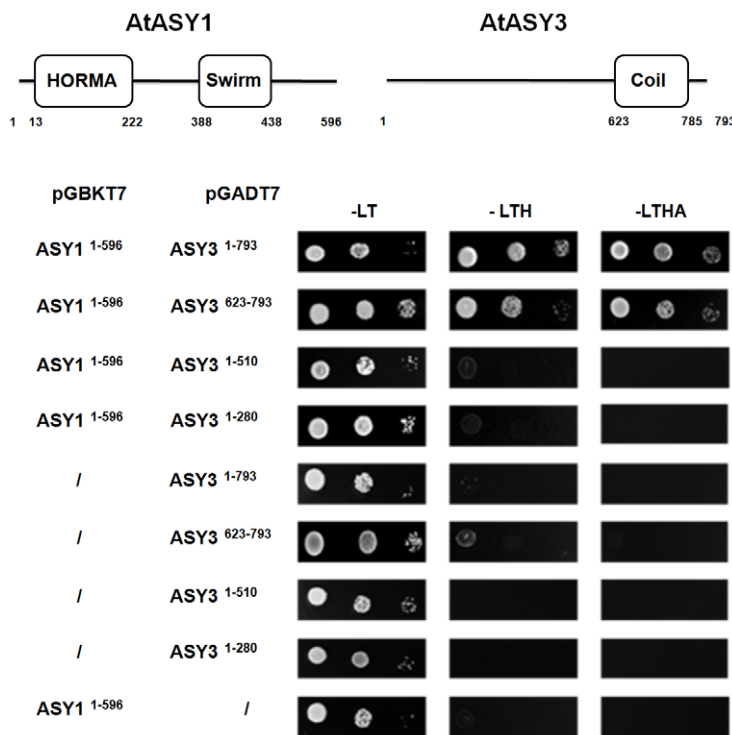 AtASY1 AtASY3
HORMA Swirm Coil
1 13 222 388 438 596 1 623 785 793
pGBKT7 pGADT7
-LT - LTH -LTHA
ASY1 1-596 ASY3 1-793
ASY1 1-596 ASY3 623-793
ASY1 1-596 ASY3 1-510
ASY1 1-596 ASY3 1-280
/ ASY3 1-793
/ ASY3 623-793
/ ASY3 1-510
/ ASY3 1-280
ASY1 1-596 /